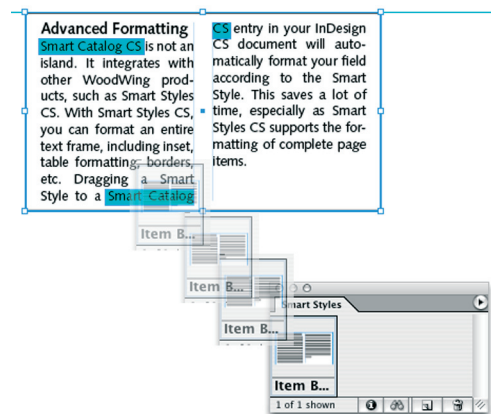 Advanced Formatting
Smart Catalog CS is not an
island. It integrates with
other WoodWing prod-
ucts, such as Smart Styles
CS. With Smart Styles CS,
you can format an entire
text frame, including inset,
table formatting, borders,
etc. Dragging a Smart
Style to a Smart Catalog
CS entry in your InDesign
CS document will auto-
matically format your field
according to the Smart
Style. This saves a lot of
time, especially as Smart
Styles CS supports the for-
matting of complete page
items.
Item B...
Item B...
Item B...
Smart Styles
Item B...
1 of 1 shown